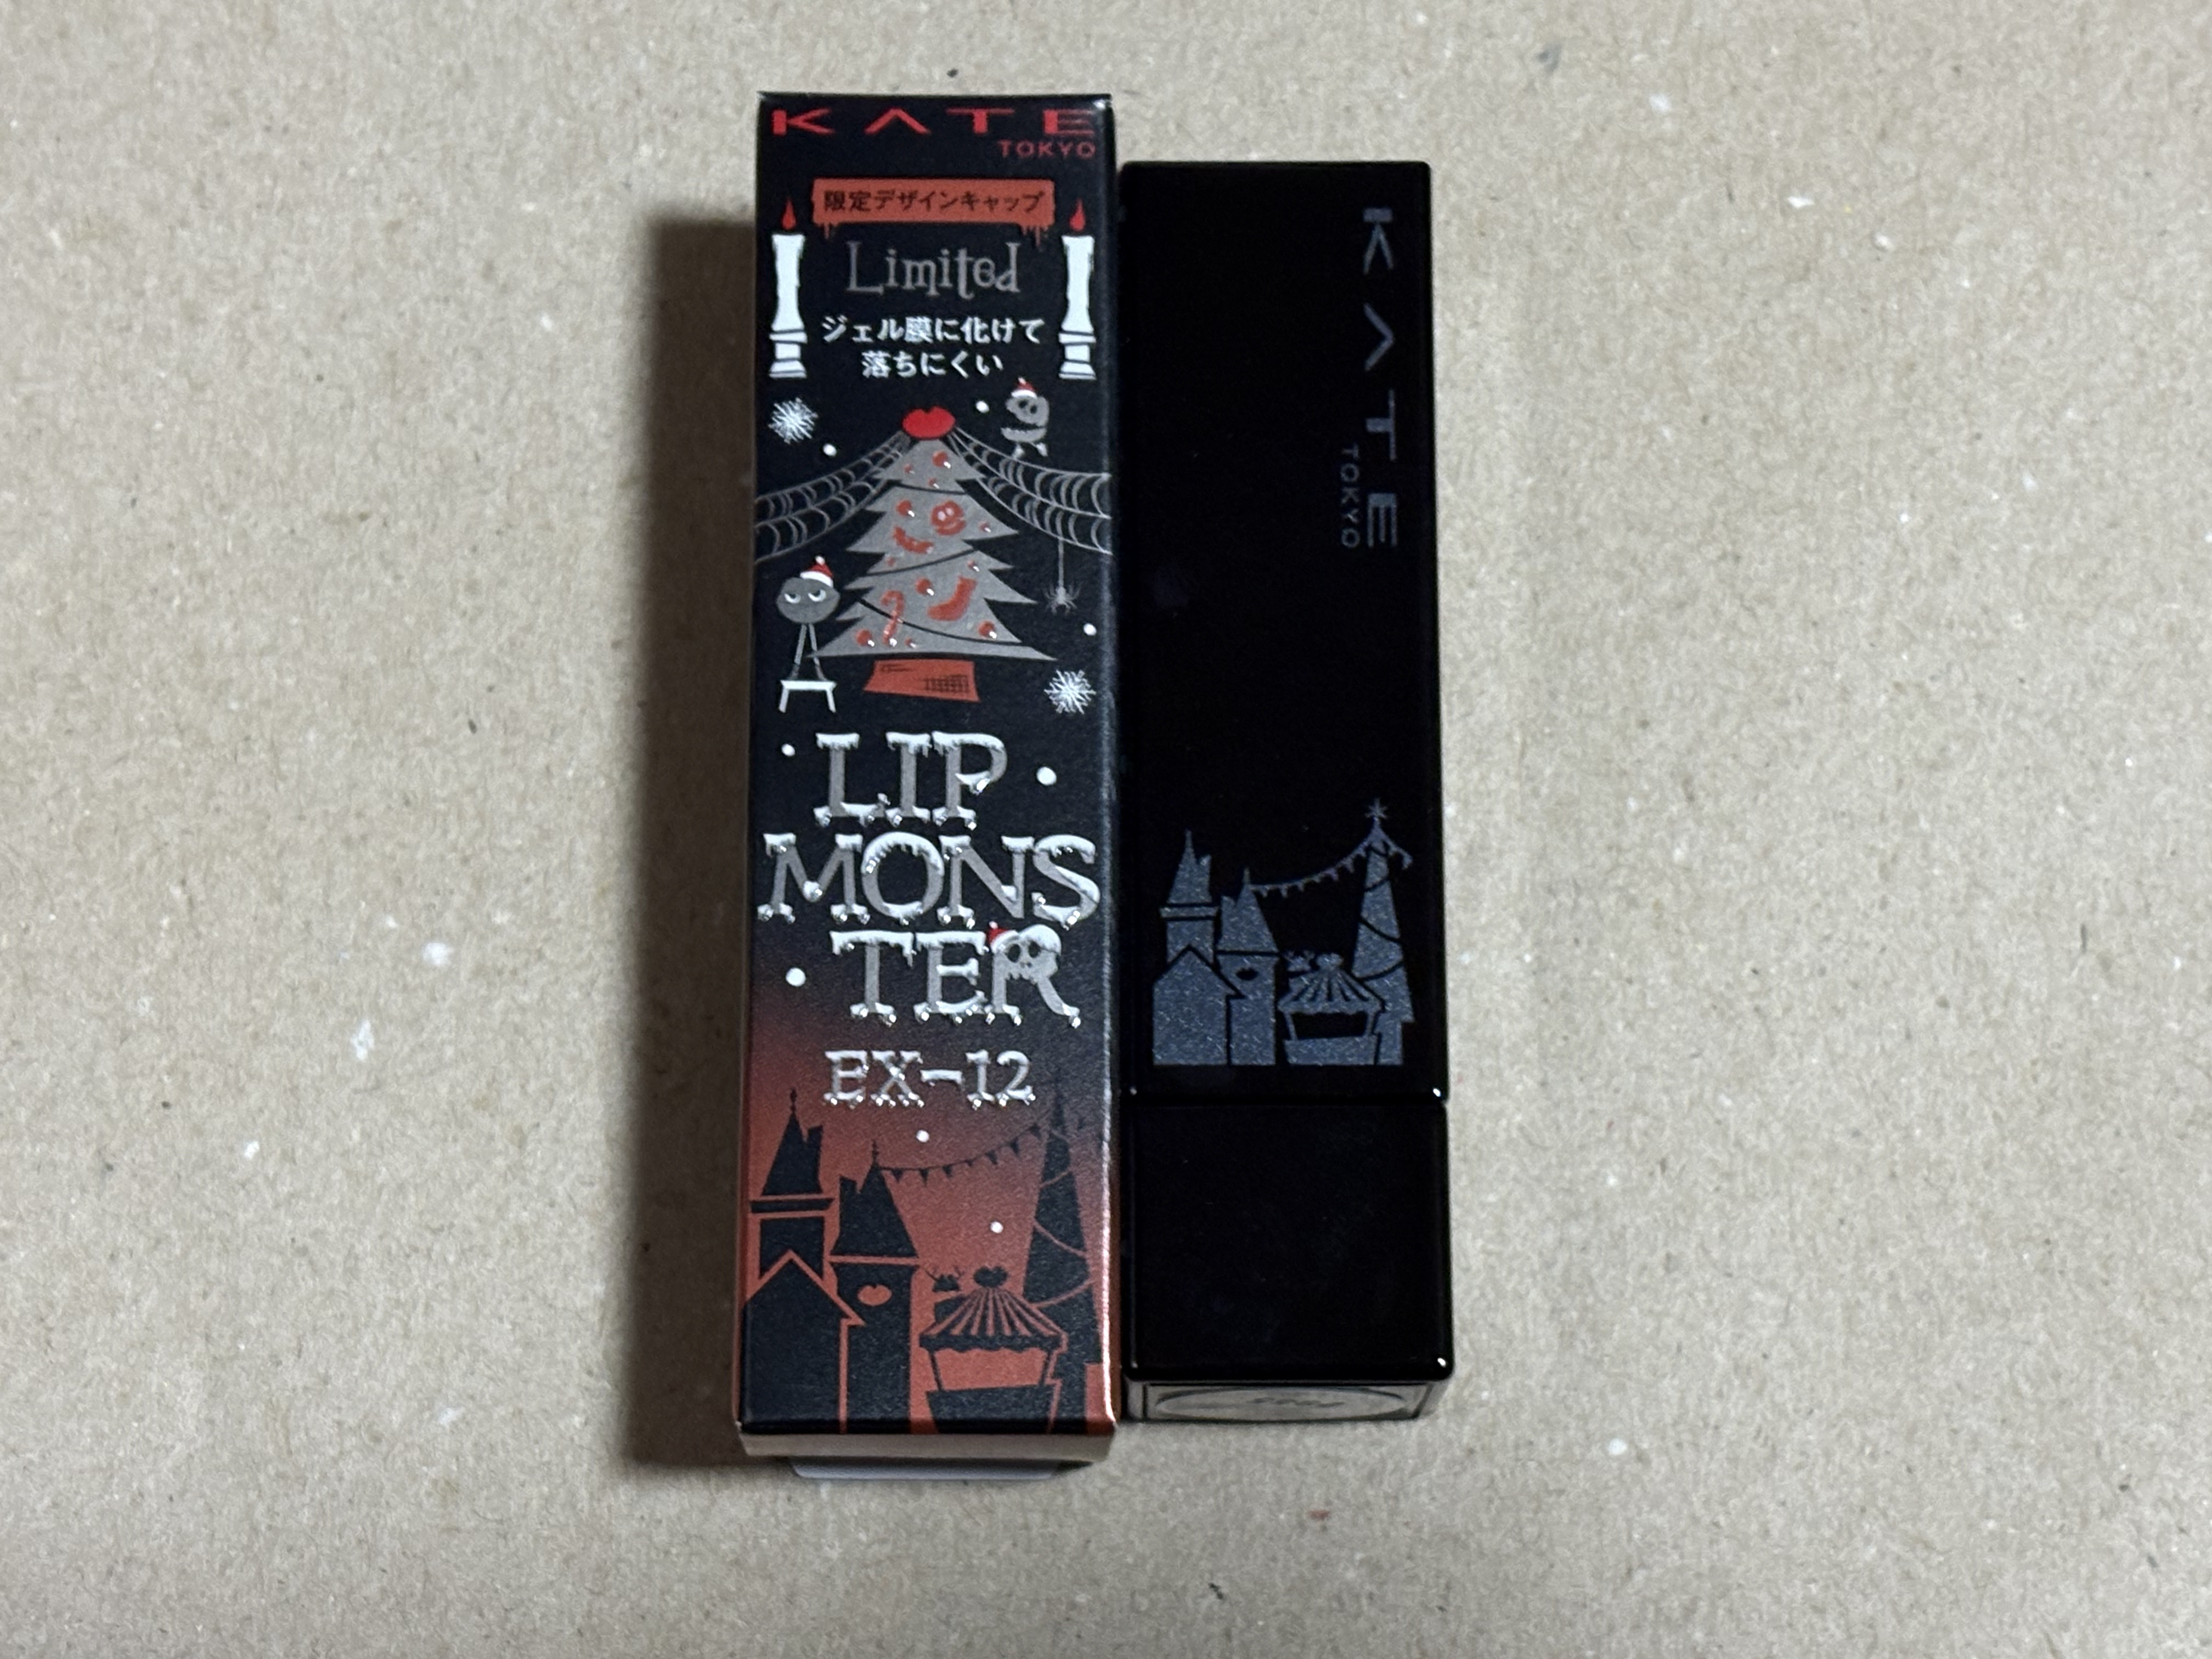 KATE
TOKYO
限定デザインキャップ
Limited
ジェル膜に化けて
落ちにくい
LIP
MONS
TER
EX-12
KATE
TOKYO